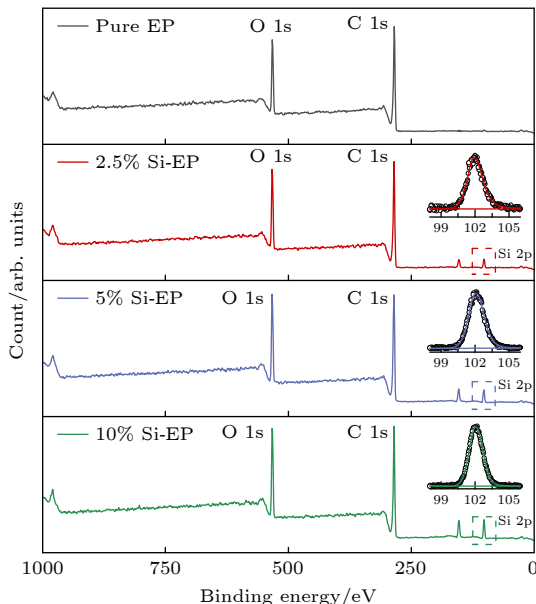 Pure EP
O 1s
C 1s
2.5% Si-EP
O 1s
C 1s
99 102 105
Si 2p
5% Si-EP
O 1s
C 1s
99 102 105
Si 2p
10% Si-EP
O 1s
C 1s
99 102 105
Si 2p
Count/arb. units
1000 750 500 250 0
Binding energy/eV